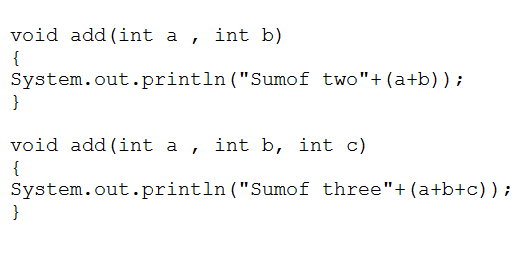 void add(int a , int b)
{
System.out.println("Sumof two"+(a+b));
}
void add(int a , int b, int c)
{
System.out.println("Sumof three"+(a+b+c));
}